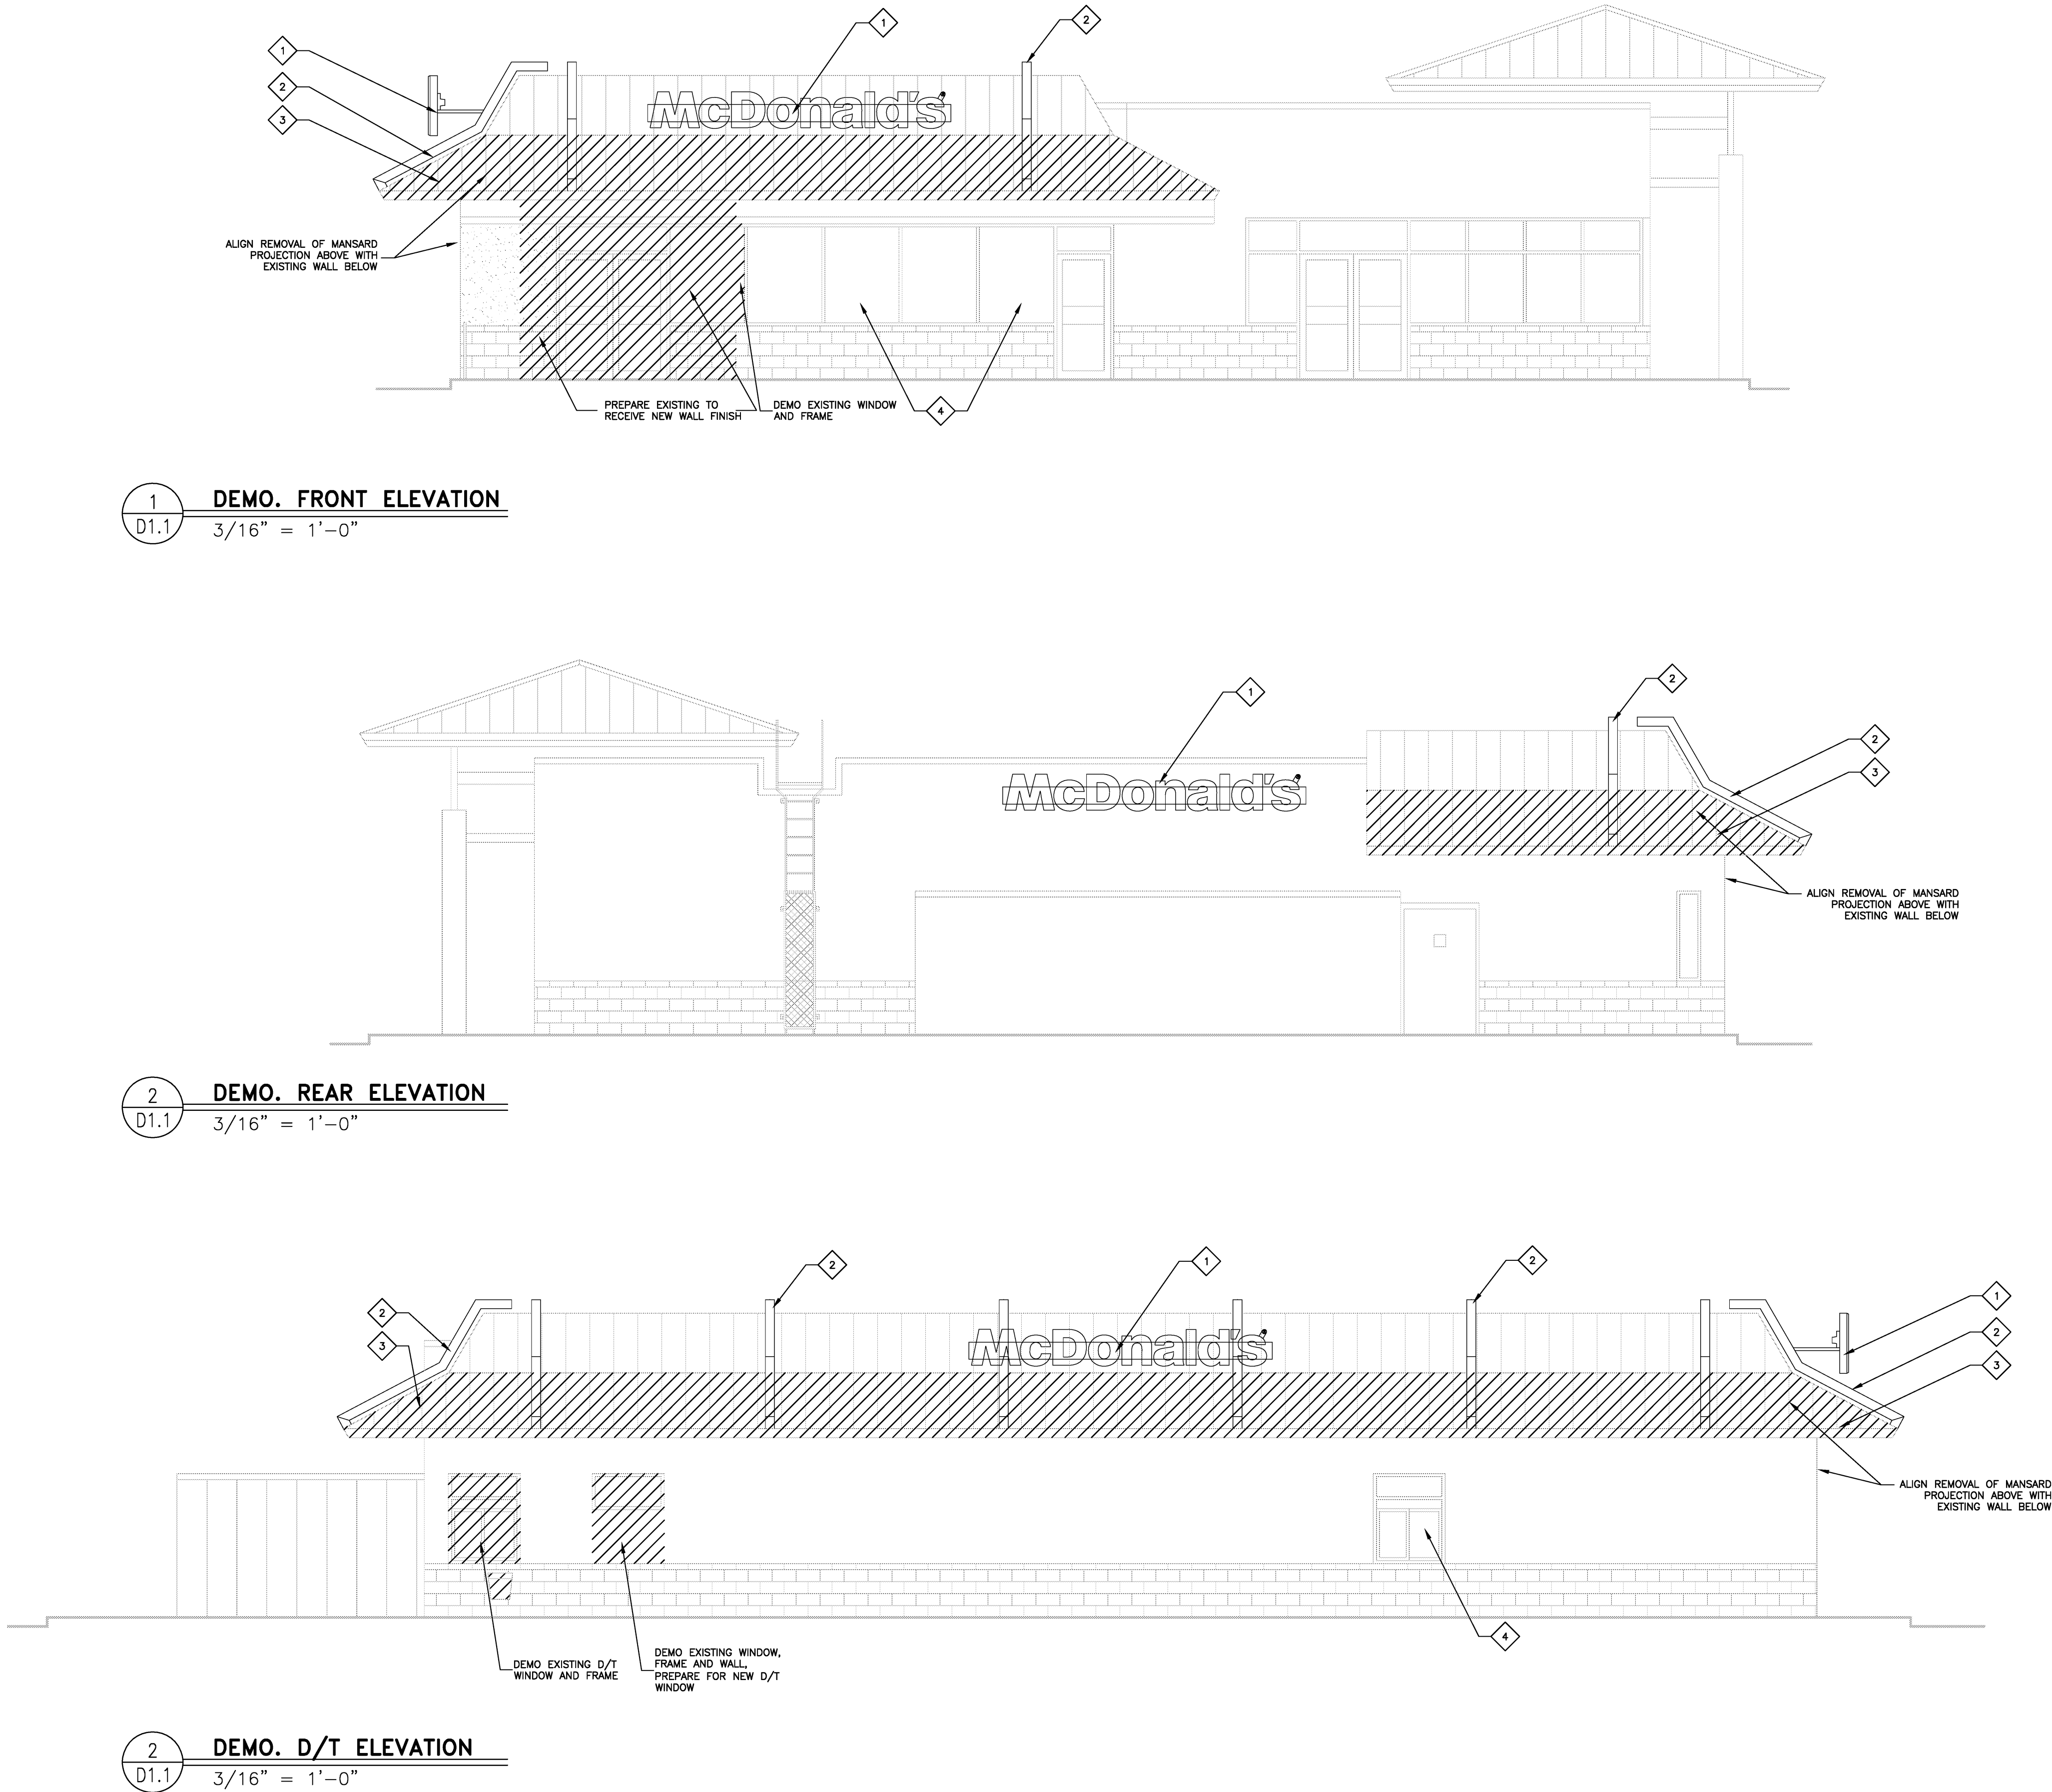 1
2
1
2
3
McDonald's
ALIGN REMOVAL OF MANSARD
PROJECTION ABOVE WITH
EXISTING WALL BELOW
PREPARE EXISTING TO
RECEIVE NEW WALL FINISH
DEMO EXISTING WINDOW
AND FRAME
4
1
D1.1
DEMO. FRONT ELEVATION
3/16" = 1'-0"
1
2
2
3
McDonald's
ALIGN REMOVAL OF MANSARD
PROJECTION ABOVE WITH
EXISTING WALL BELOW
2
D1.1
DEMO. REAR ELEVATION
3/16" = 1'-0"
2
1
2
2
3
1
2
3
McDonald's
ALIGN REMOVAL OF MANSARD
PROJECTION ABOVE WITH
EXISTING WALL BELOW
4
DEMO EXISTING D/T
WINDOW AND FRAME
DEMO EXISTING WINDOW,
FRAME AND WALL,
PREPARE FOR NEW D/T
WINDOW
2
D1.1
DEMO. D/T ELEVATION
3/16" = 1'-0"